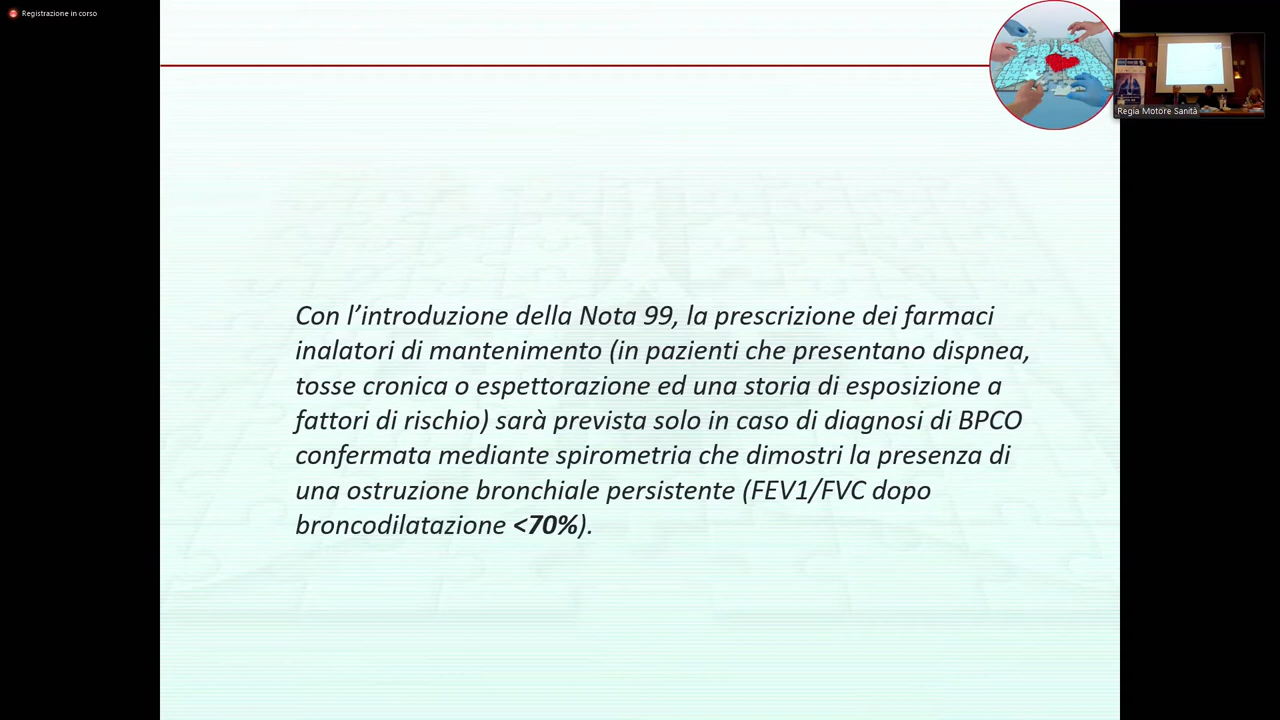 Registrazione in corso
Regia Motore Sanità
Con l’introduzione della Nota 99, la prescrizione dei farmaci
inalatori di mantenimento (in pazienti che presentano dispnea,
tosse cronica o espettorazione ed una storia di esposizione a
fattori di rischio) sarà prevista solo in caso di diagnosi di BPCO
confermata mediante spirometria che dimostri la presenza di
una ostruzione bronchiale persistente (FEV1/FVC dopo
broncodilatazione <70%).